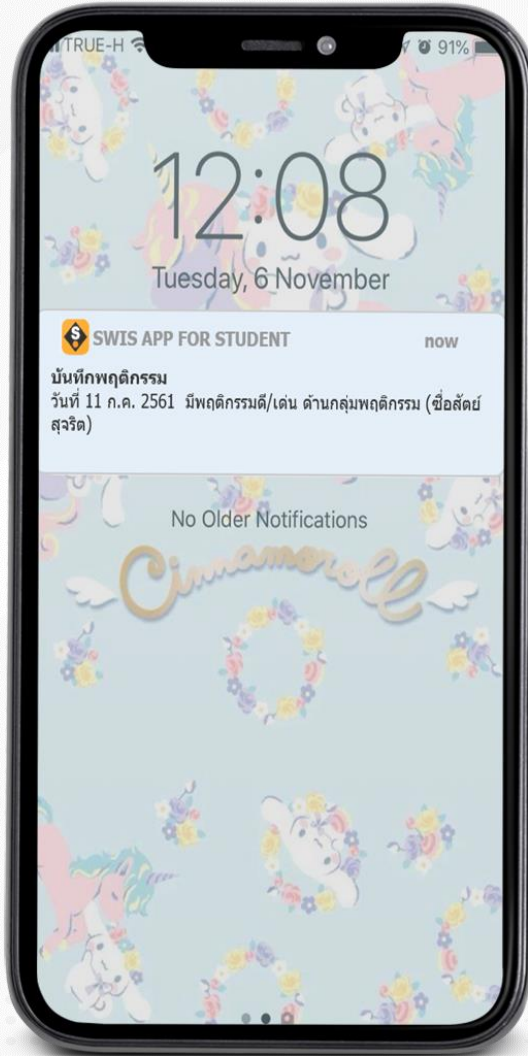 TRUE-H
91%
12:08
Tuesday, 6 November
SWIS APP FOR STUDENT now
บันทึกพฤติกรรม
วันที่ 11 ก.ค. 2561 มีพฤติกรรมดี/เด่น ด้านกลุ่มพฤติกรรม (ซื่อสัตย์
สุจริต)
No Older Notifications
Cinnamoroll